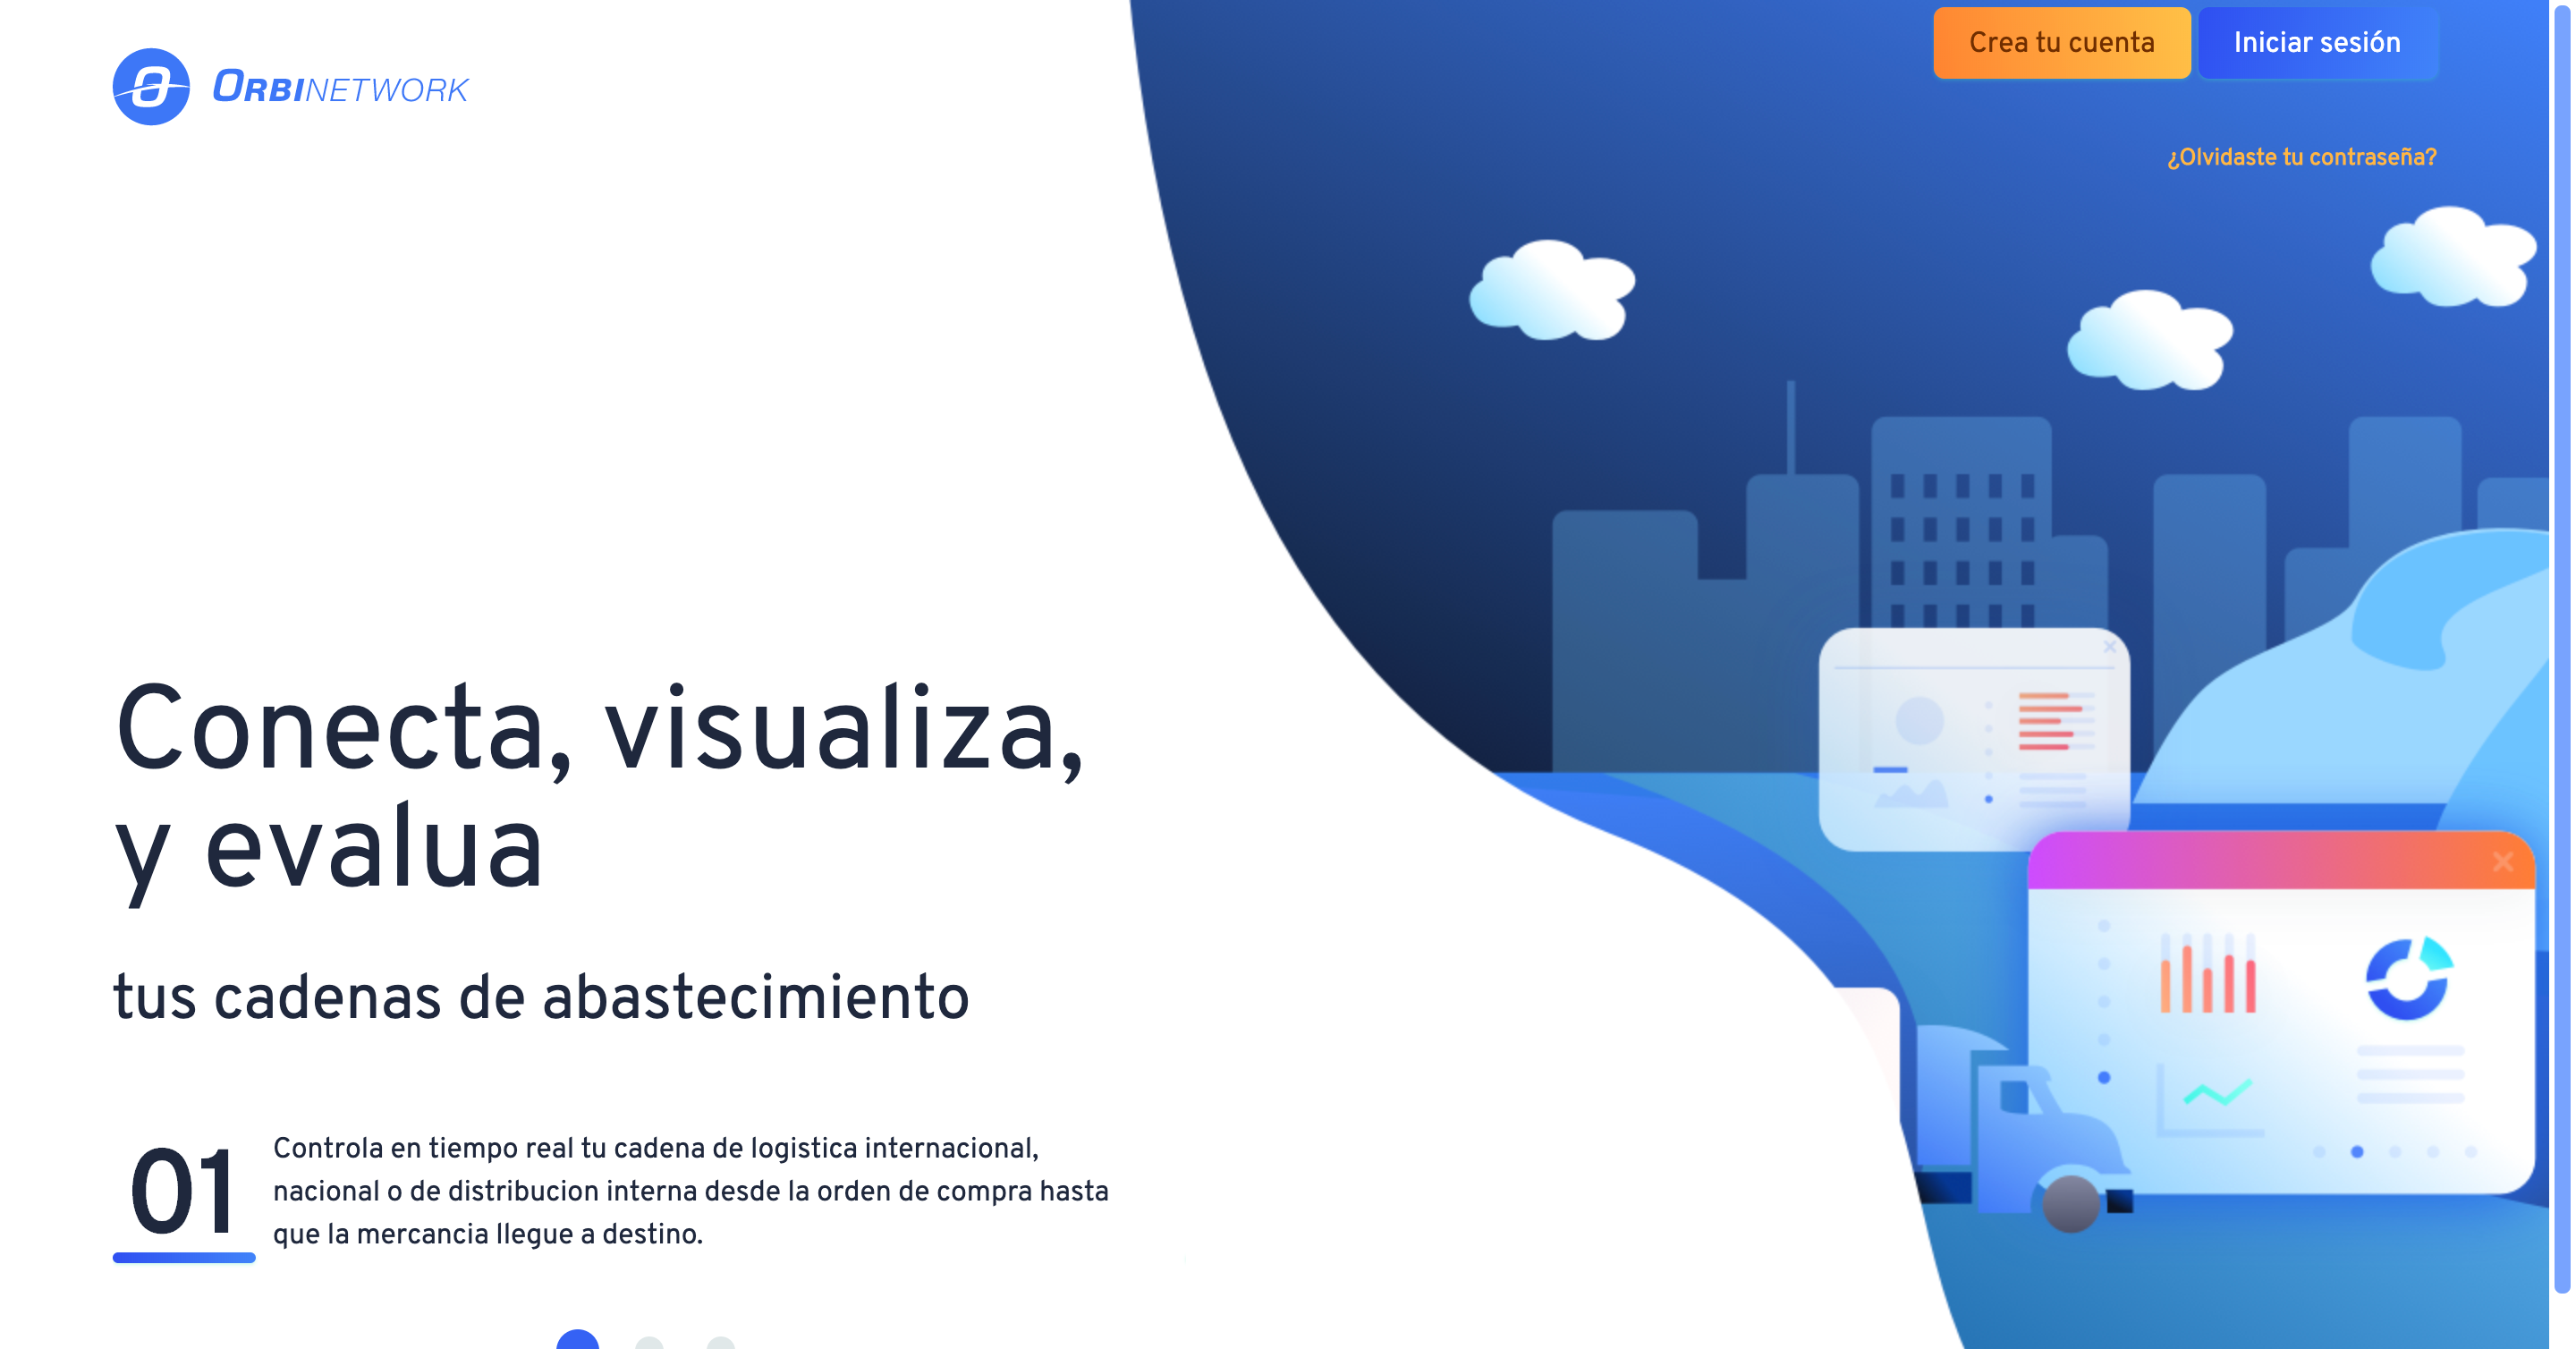 ORBINETWORK
Crea tu cuenta
Iniciar sesión
¿Olvidaste tu contraseña?
Conecta, visualiza,
y evalua
tus cadenas de abastecimiento
01
Controla en tiempo real tu cadena de logistica internacional,
nacional o de distribucion interna desde la orden de compra hasta
que la mercancia llegue a destino.